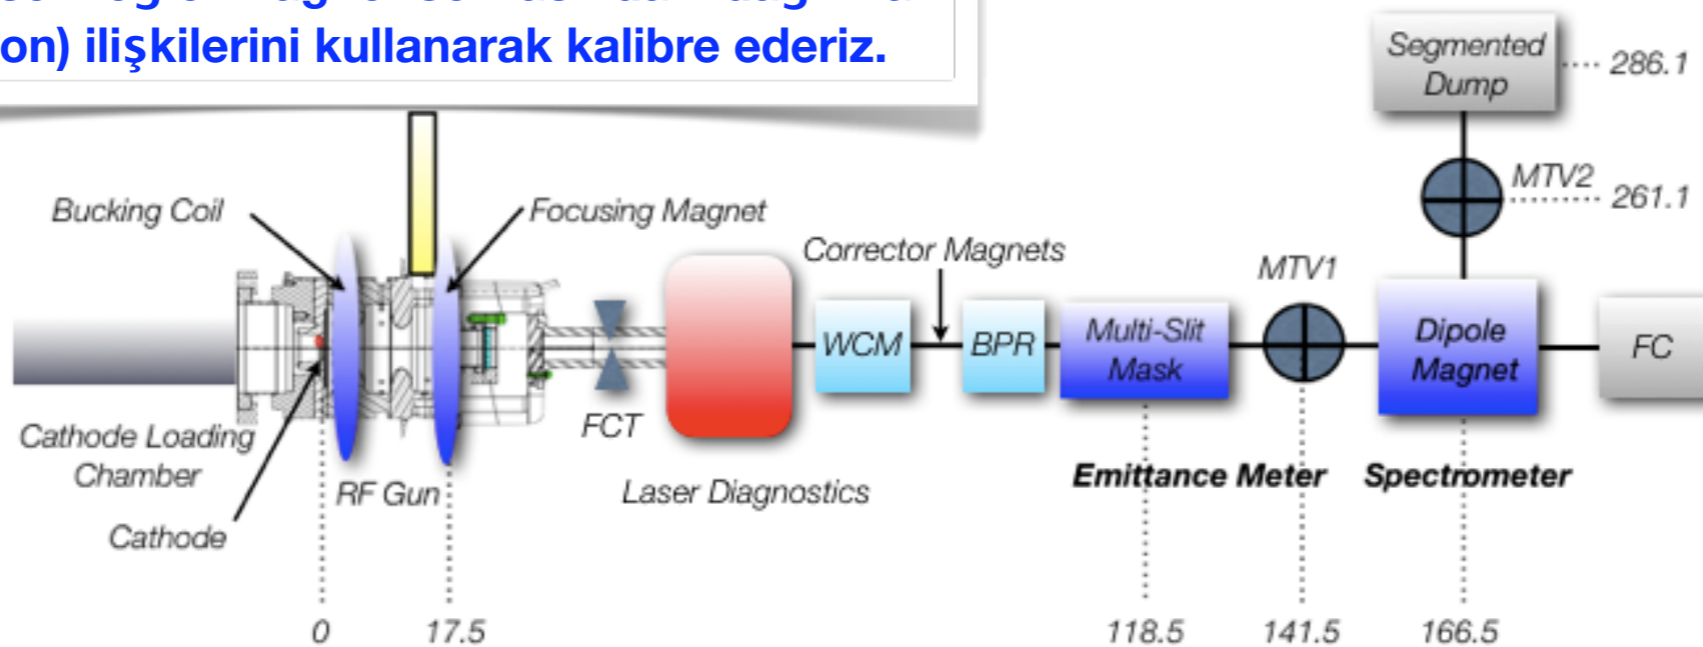 on) ilişkilerini kullanarak kalibre ederiz.
Segmented
Dump
286.1
MTV2
261.1
Bucking Coil
Focusing Magnet
Corrector Magnets
MTV1
WCM
BPR
Multi-Slit
Mask
Dipole
Magnet
FC
FCT
Cathode Loading
Chamber
RF Gun
Laser Diagnostics
Emittance Meter
Spectrometer
Cathode
0
17.5
118.5
141.5
166.5